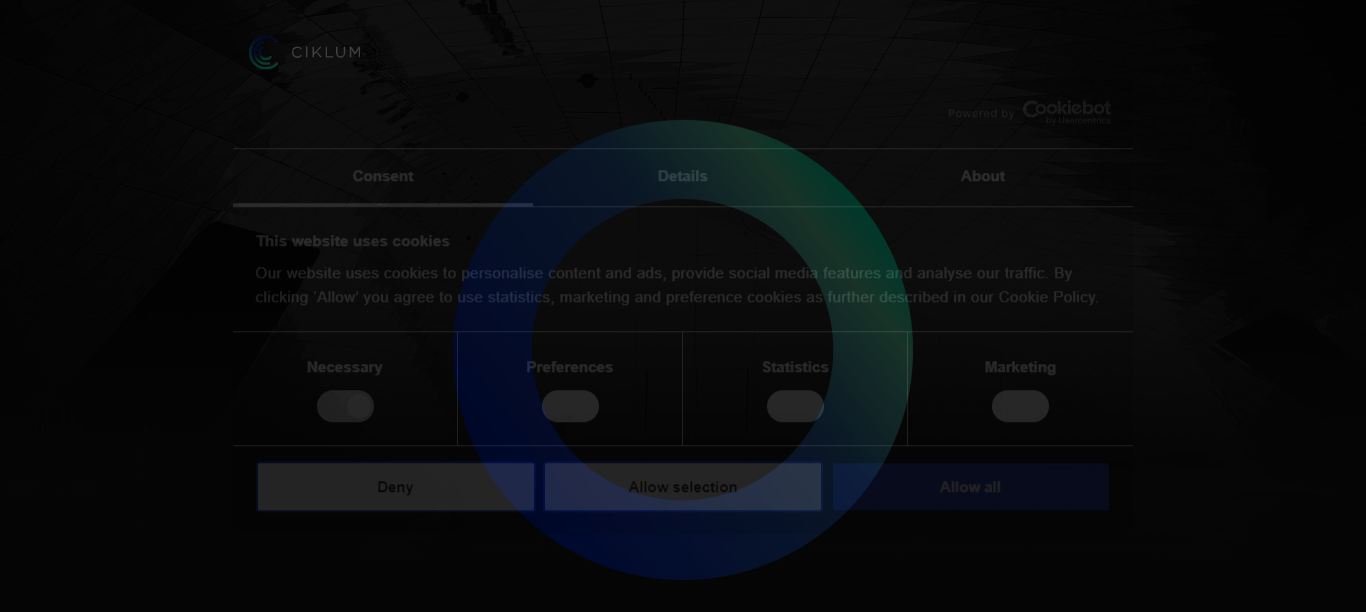 CIKLUM
Powered by Cookiebot
by Usercentrics
Consent Details About
This website uses cookies
Our website uses cookies to personalise content and ads, provide social media features and analyse our traffic. By
clicking 'Allow' you agree to use statistics, marketing and preference cookies as further described in our Cookie Policy.
Necessary Preferences Statistics Marketing
Deny Allow selection Allow all